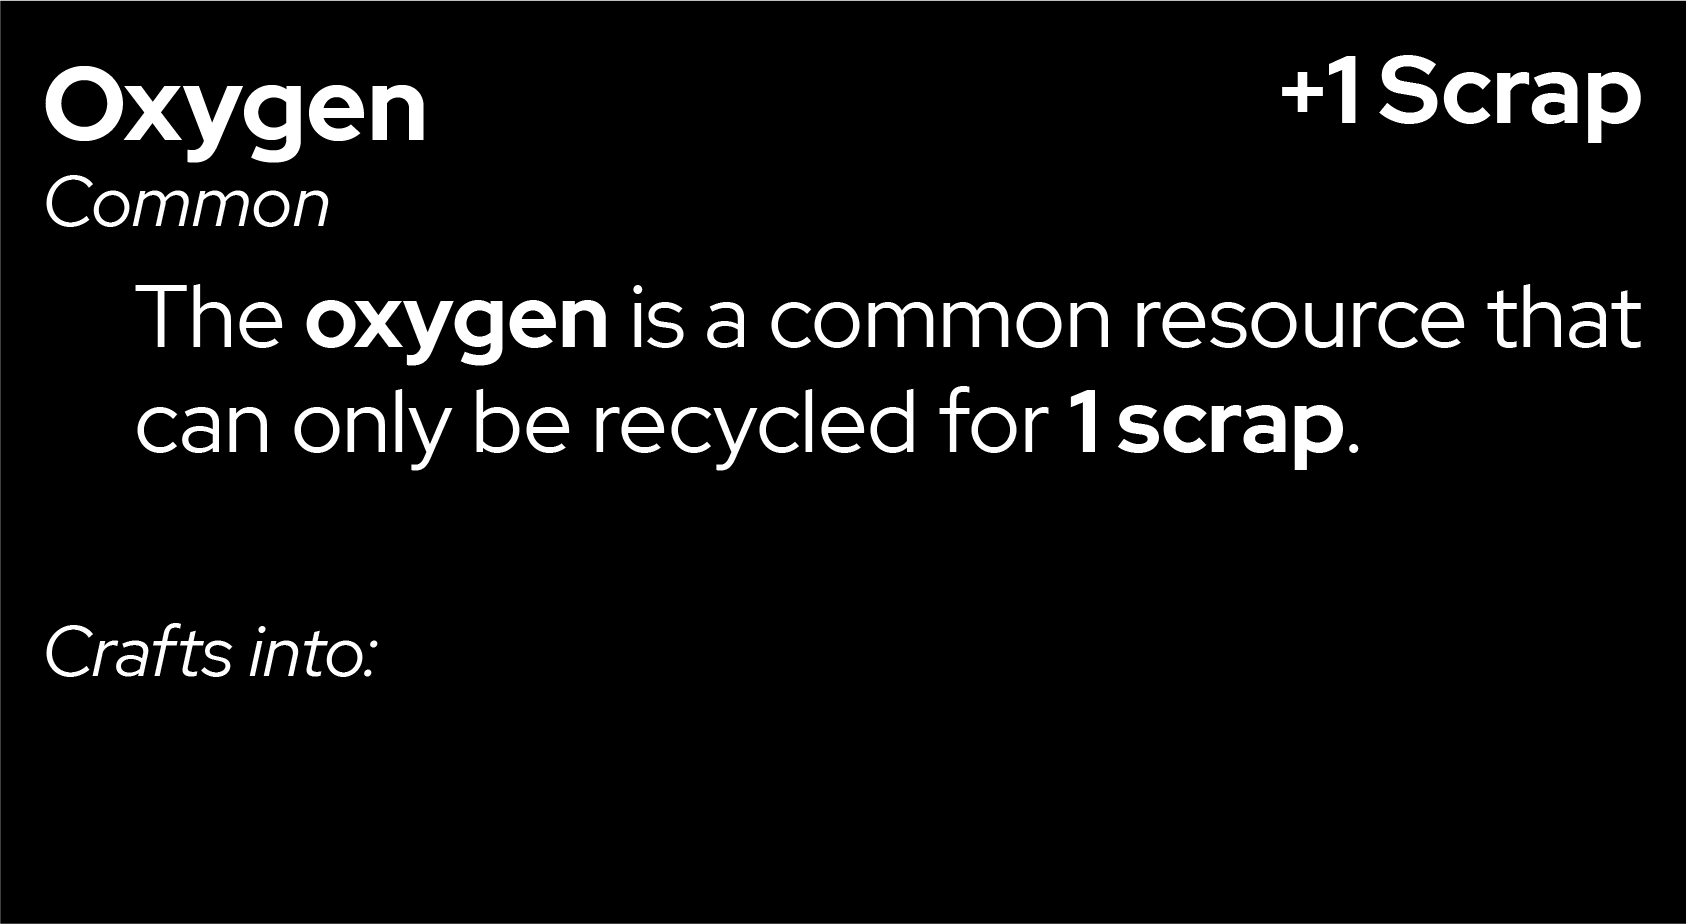 Oxygen
+1 Scrap
Common
The oxygen is a common resource that
can only be recycled for 1 scrap.
Crafts into: